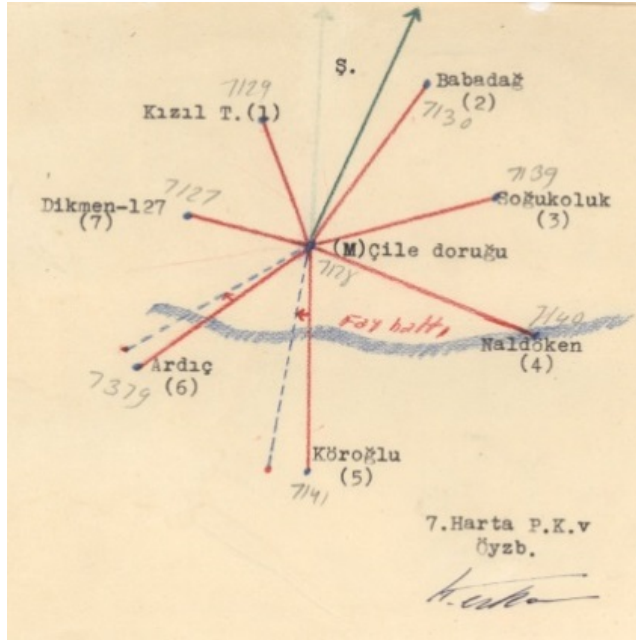 Ş.
7129
Kızıl T.(1)
Babadağ
(2)
7130
7139
Soğukoluk
(3)
7127
Dikmen-127
(7)
(M)Çile doruğu
7128
Fay hattı
7140
Naldöken
(4)
Ardıç
(6)
7379
Köroğlu
(5)
7141
7.Harta P.K.v
Öyzb.